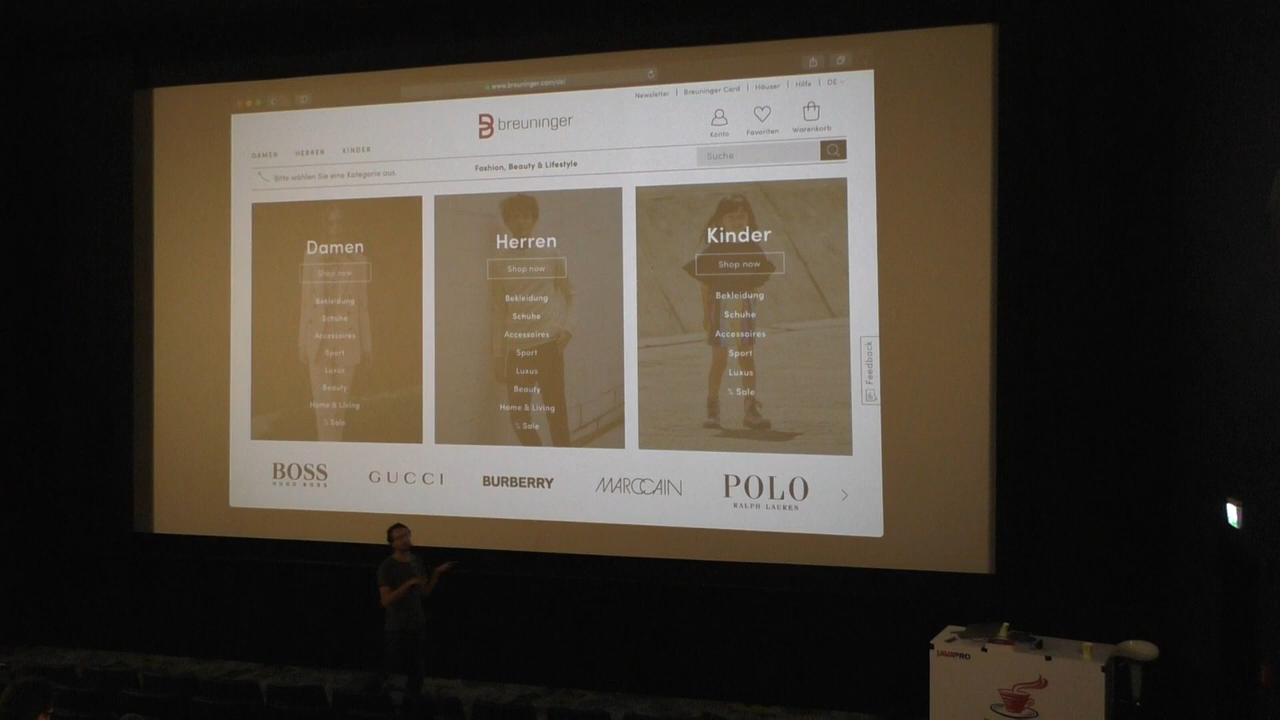 www.breuninger.com/de/
Newsletter | Breuninger Card | Häuser | Hilfe | DE
breuninger
Konto Favoriten Warenkorb
DAMEN HERREN KINDER
Suche
Bitte wählen Sie eine Kategorie aus.
Fashion, Beauty & Lifestyle
Damen
Shop now
Bekleidung
Schuhe
Accessoires
Sport
Luxus
Beauty
Home & Living
% Sale
Herren
Shop now
Bekleidung
Schuhe
Accessoires
Sport
Luxus
Beauty
Home & Living
% Sale
Kinder
Shop now
Bekleidung
Schuhe
Accessoires
Sport
Luxus
% Sale
Feedback
BOSS
HUGO BOSS
GUCCI
BURBERRY
MARCCAIN
POLO
RALPH LAUREN
JAVAPRO